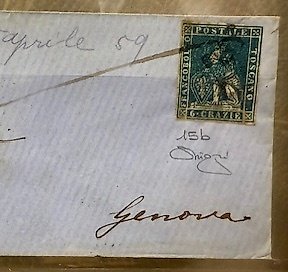 aprile 59
FRANCOBOLLO
POSTALE
TOSCANO
6 CRAZIE
15b
Genova